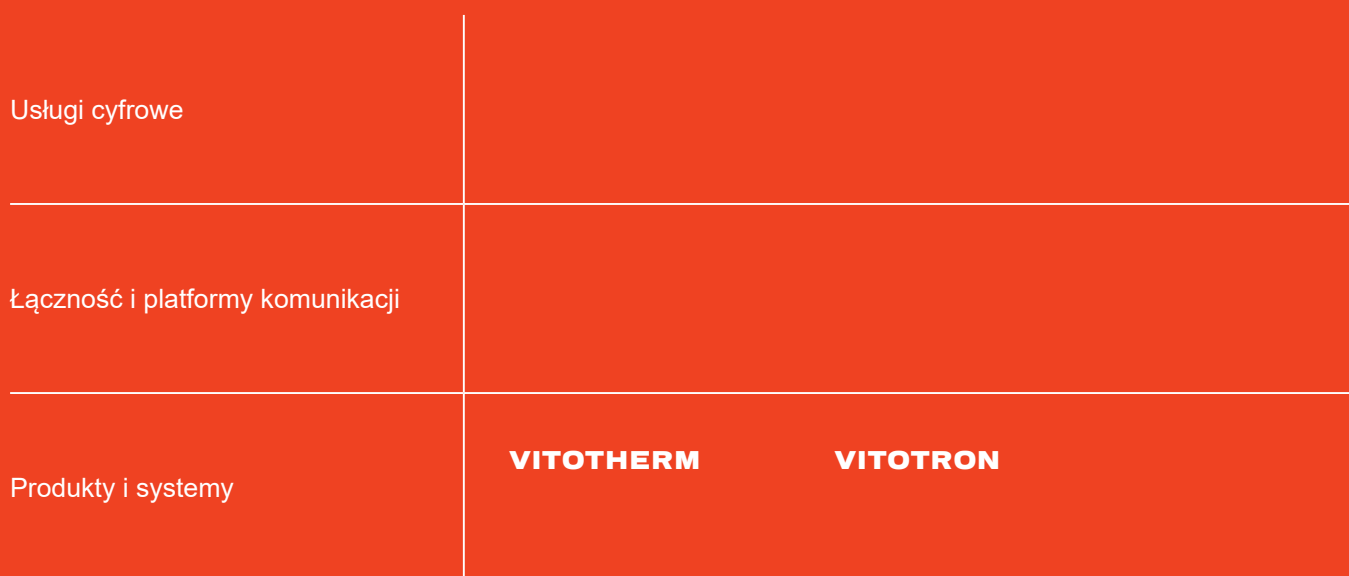 Usługi cyfrowe
Łączność i platformy komunikacji
VITOTHERM VITOTRON
Produkty i systemy